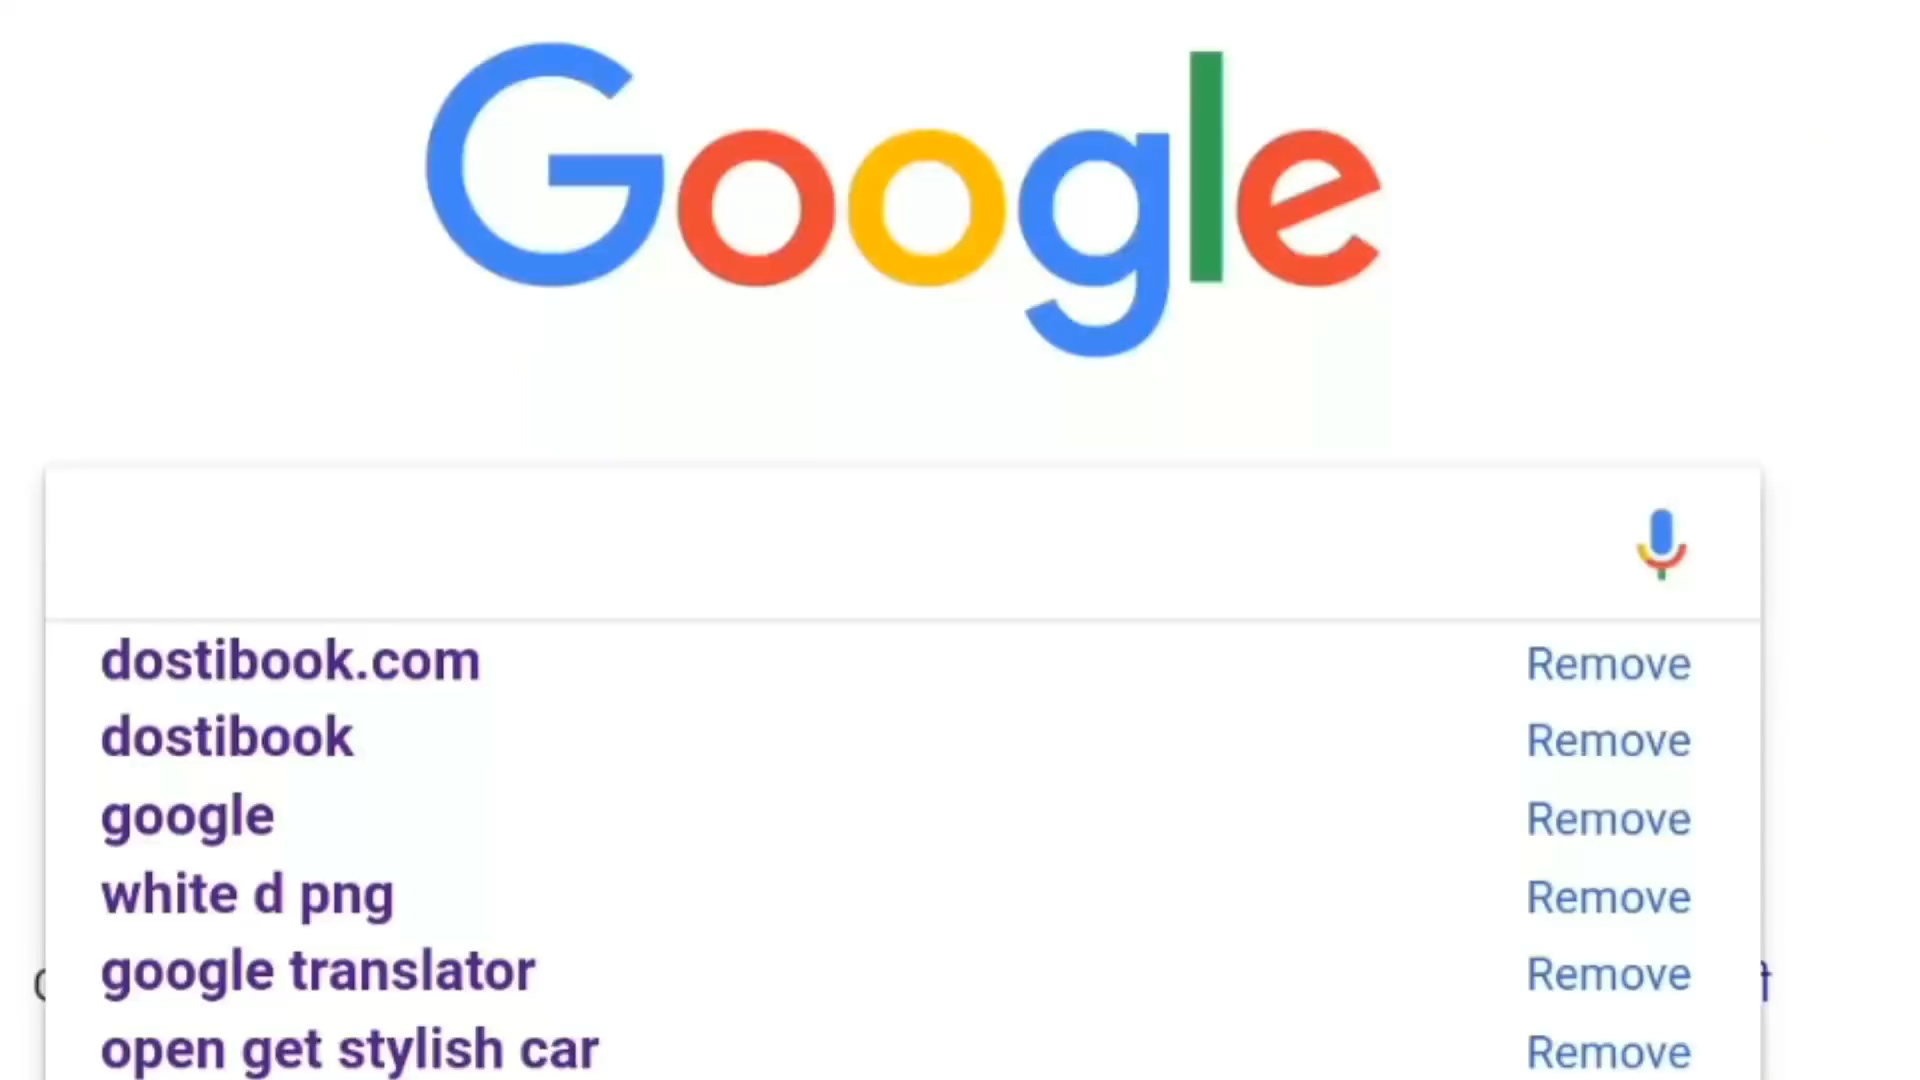 Google
dostibook.com Remove
dostibook Remove
google Remove
white d png Remove
google translator Remove
open get stylish car Remove